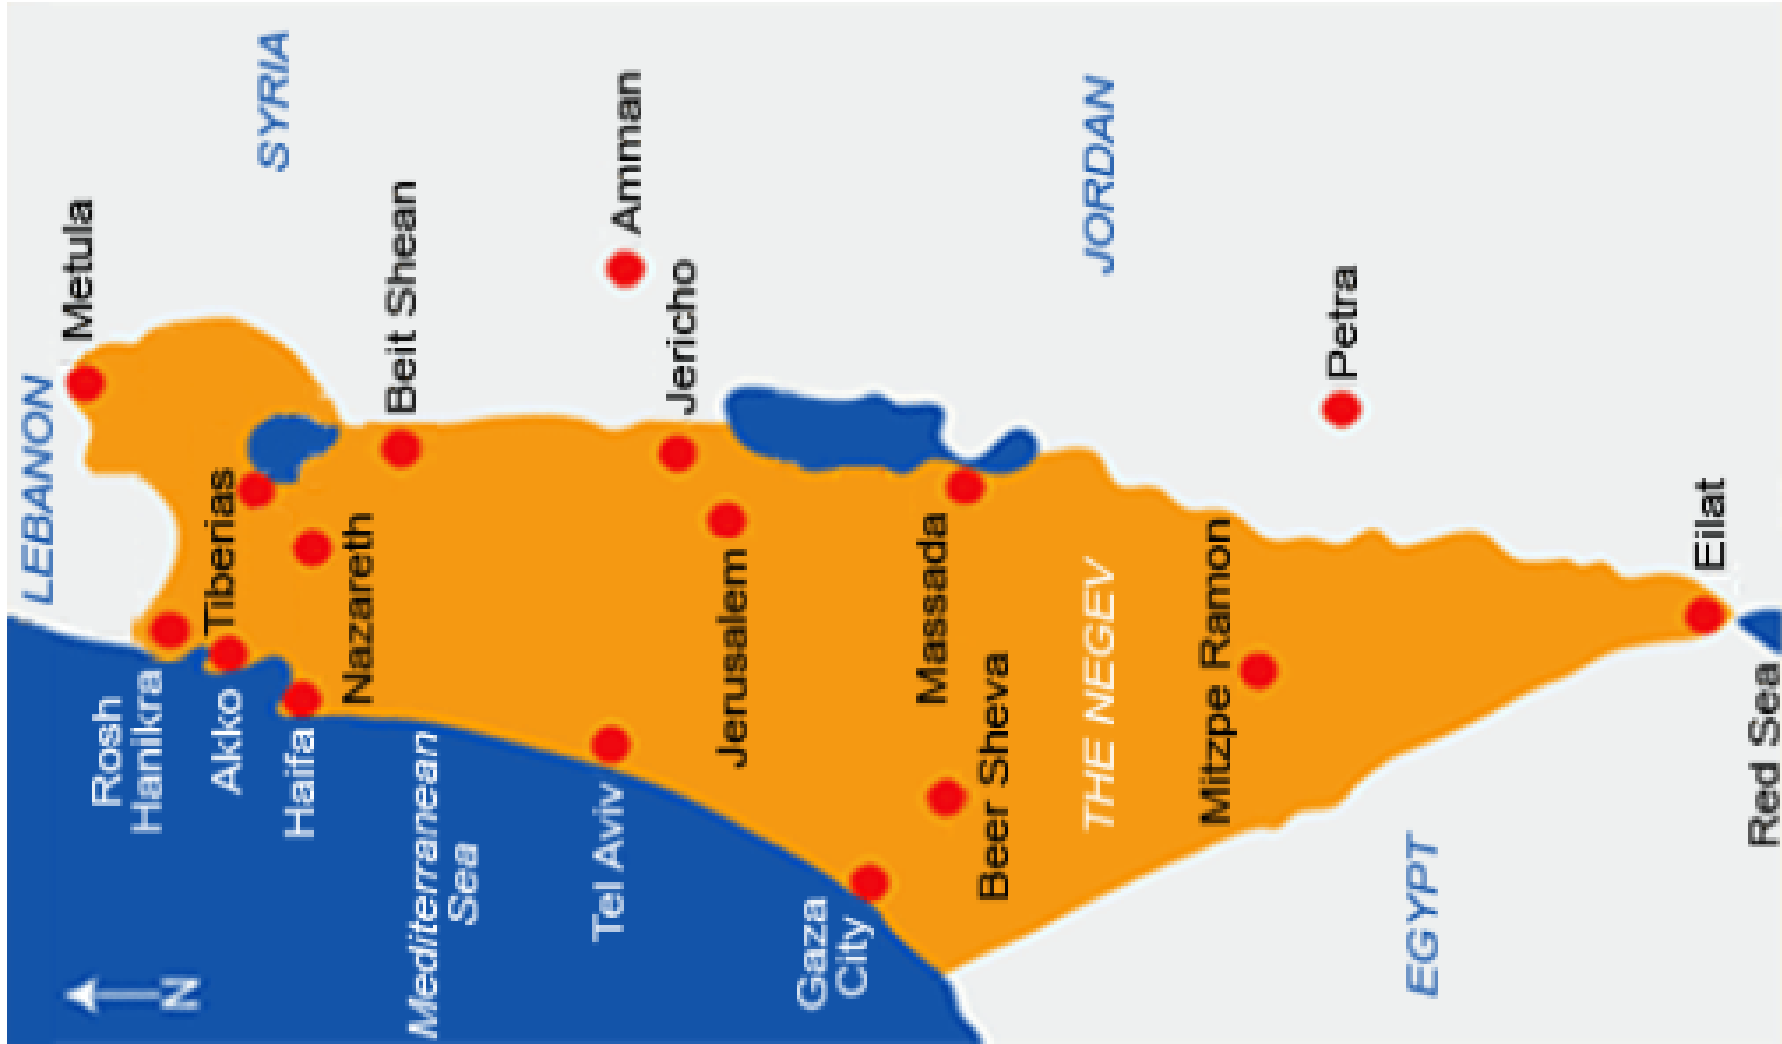 LEBANON
Metula
SYRIA
Rosh
Hanikra
Akko
Tiberias
Haifa
Nazareth
Beit Shean
Mediterranean
Sea
Tel Aviv
Amman
Jericho
Jerusalem
Gaza
City
Massada
Beer Sheva
JORDAN
THE NEGEV
Mitzpe Ramon
Petra
EGYPT
Eilat
Red Sea
N